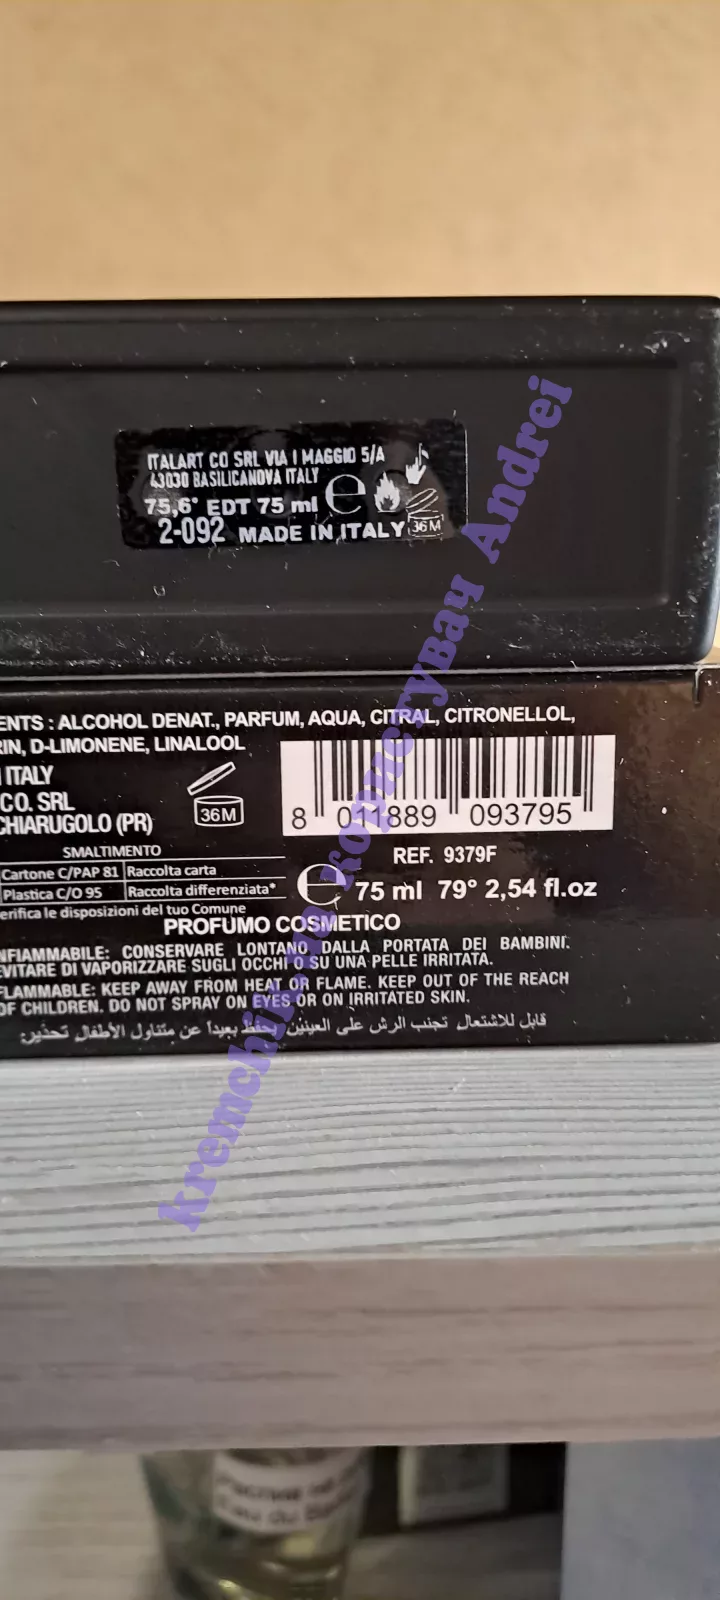 ITALART CO SRL VIA I MAGGIO 5/A
43030 BASILICANOVA ITALY
75,6° EDT 75 ml e
2-092 MADE IN ITALY 36M
ENTS : ALCOHOL DENAT., PARFUM, AQUA, CITRAL, CITRONELLOL,
RIN, D-LIMONENE, LINALOOL
ITALY
CO. SRL
CHIARUGOLO (PR)
36M
8 011889 093795
SMALTIMENTO
Cartone C/PAP 81 Raccolta carta
Plastica C/O 95 Raccolta differenziata*
erifica le disposizioni del tuo Comune
REF. 9379F
e 75 ml 79° 2,54 fl.oz
PROFUMO COSMETICO
NFIAMMABILE: CONSERVARE LONTANO DALLA PORTATA DEI BAMBINI.
EVITARE DI VAPORIZZARE SUGLI OCCHI O SU UNA PELLE IRRITATA.
FLAMMABLE: KEEP AWAY FROM HEAT OR FLAME. KEEP OUT OF THE REACH
OF CHILDREN. DO NOT SPRAY ON EYES OR ON IRRITATED SKIN.
قابل للاشتعال تجنب الرش على العينين يحفظ بعيداً عن متناول الأطفال تحذير: